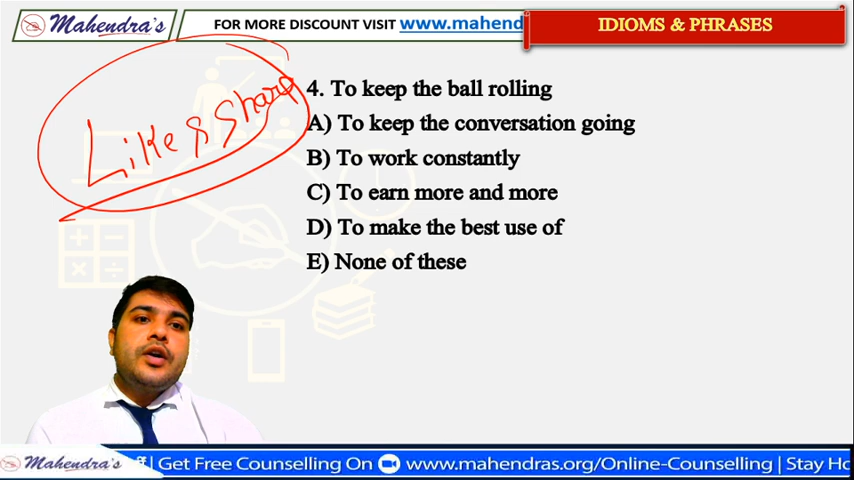 Mahendra's
FOR MORE DISCOUNT VISIT www.mahend
IDIOMS & PHRASES
Like & Share
4. To keep the ball rolling
A) To keep the conversation going
B) To work constantly
C) To earn more and more
D) To make the best use of
E) None of these
Mahendra's | Get Free Counselling On www.mahendras.org/Online-Counselling | Stay Ho